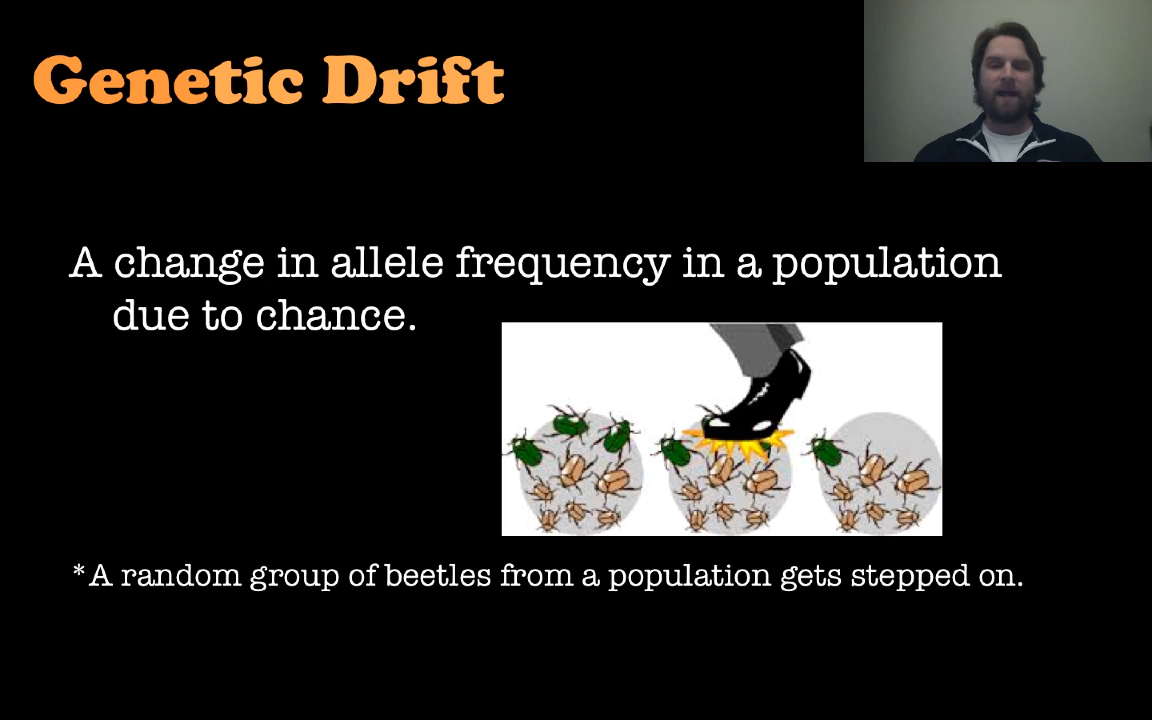 Genetic Drift
A change in allele frequency in a population
due to chance.
*A random group of beetles from a population gets stepped on.